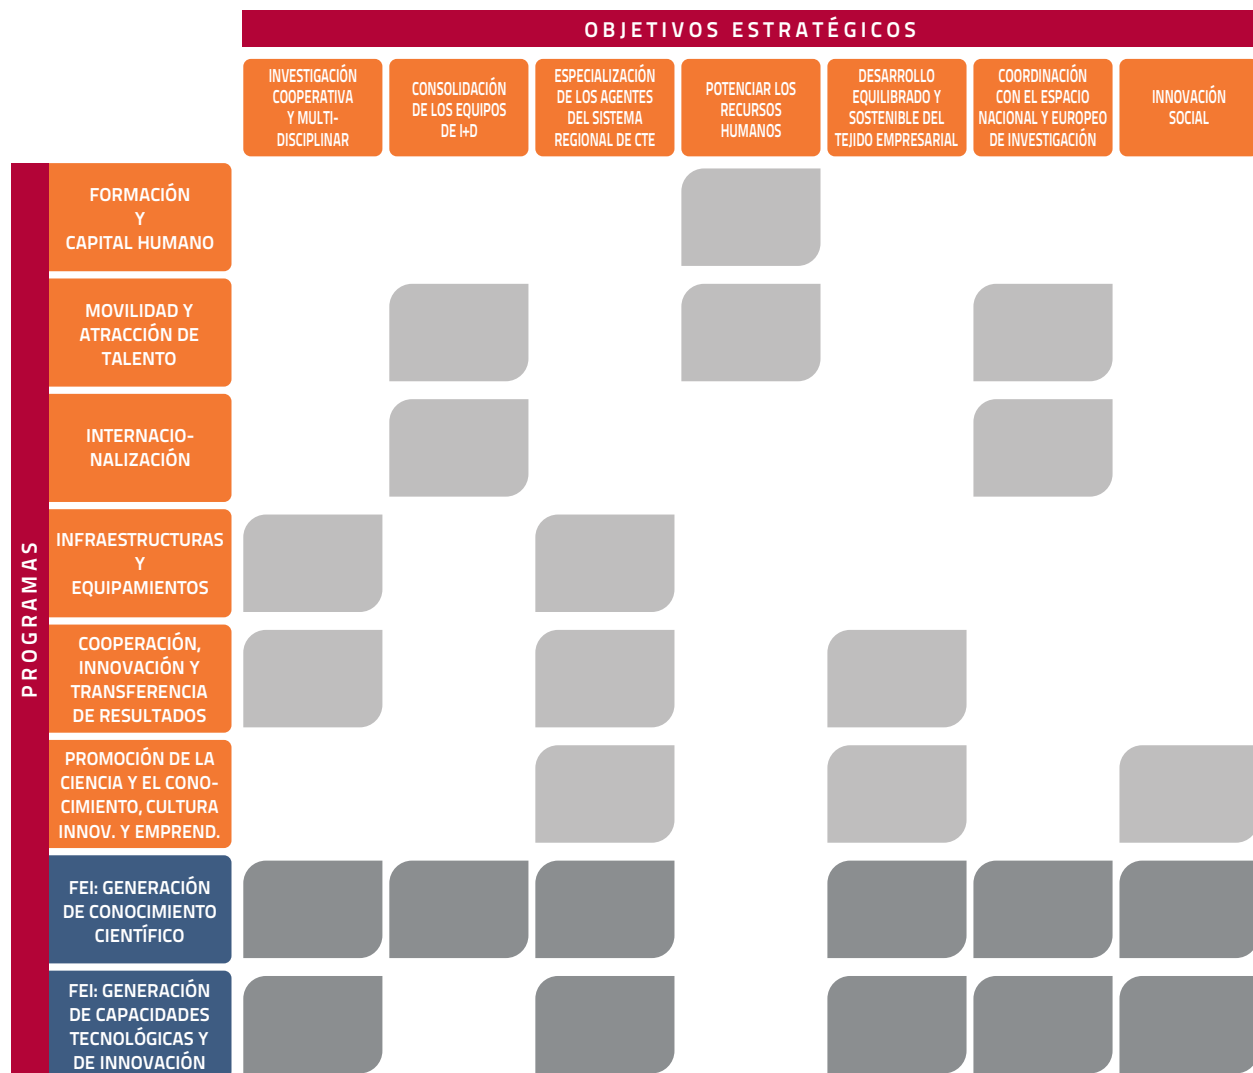 OBJETIVOS ESTRATÉGICOS
INVESTIGACIÓN
COOPERATIVA
Y MULTI-
DISCIPLINAR
CONSOLIDACIÓN
DE LOS EQUIPOS
DE I+D
ESPECIALIZACIÓN
DE LOS AGENTES
DEL SISTEMA
REGIONAL DE CTE
POTENCIAR LOS
RECURSOS
HUMANOS
DESARROLLO
EQUILIBRADO Y
SOSTENIBLE DEL
TEJIDO EMPRESARIAL
COORDINACIÓN
CON EL ESPACIO
NACIONAL Y EUROPEO
DE INVESTIGACIÓN
INNOVACIÓN
SOCIAL
PROGRAMAS
FORMACIÓN
Y
CAPITAL HUMANO
MOVILIDAD Y
ATRACCIÓN DE
TALENTO
INTERNACIO-
NALIZACIÓN
INFRAESTRUCTURAS
Y
EQUIPAMIENTOS
COOPERACIÓN,
INNOVACIÓN Y
TRANSFERENCIA
DE RESULTADOS
PROMOCIÓN DE LA
CIENCIA Y EL CONO-
CIMIENTO, CULTURA
INNOV. Y EMPREND.
FEI: GENERACIÓN
DE CONOCIMIENTO
CIENTÍFICO
FEI: GENERACIÓN
DE CAPACIDADES
TECNOLÓGICAS Y
DE INNOVACIÓN